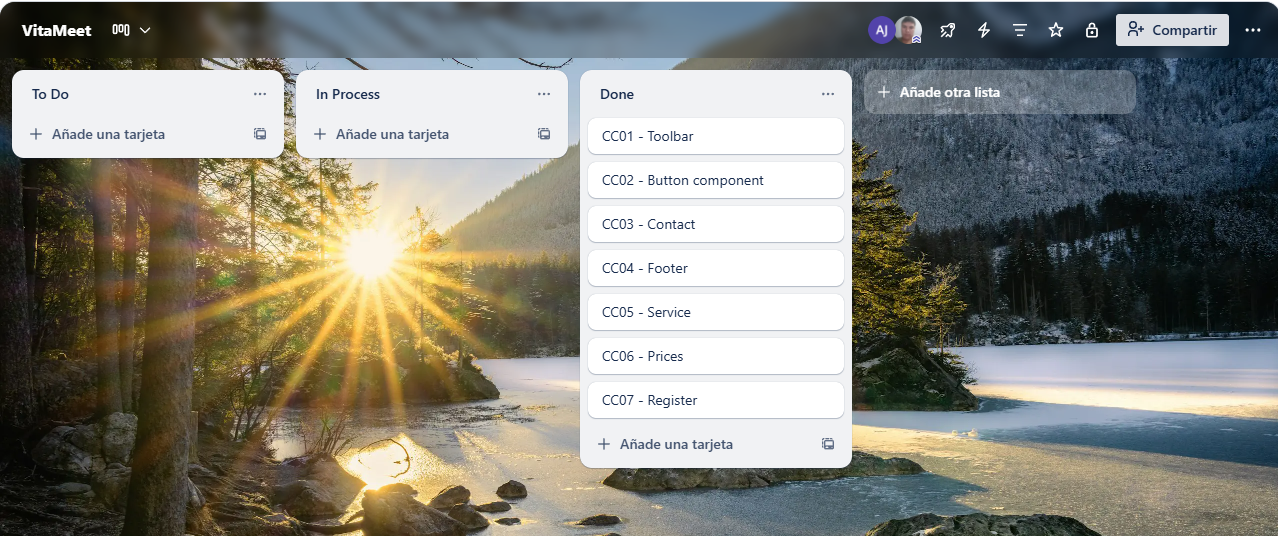 VitaMeet
AJ
Compartir
To Do
Añade una tarjeta
In Process
Añade una tarjeta
Done
CC01 - Toolbar
CC02 - Button component
CC03 - Contact
CC04 - Footer
CC05 - Service
CC06 - Prices
CC07 - Register
Añade una tarjeta
Añade otra lista